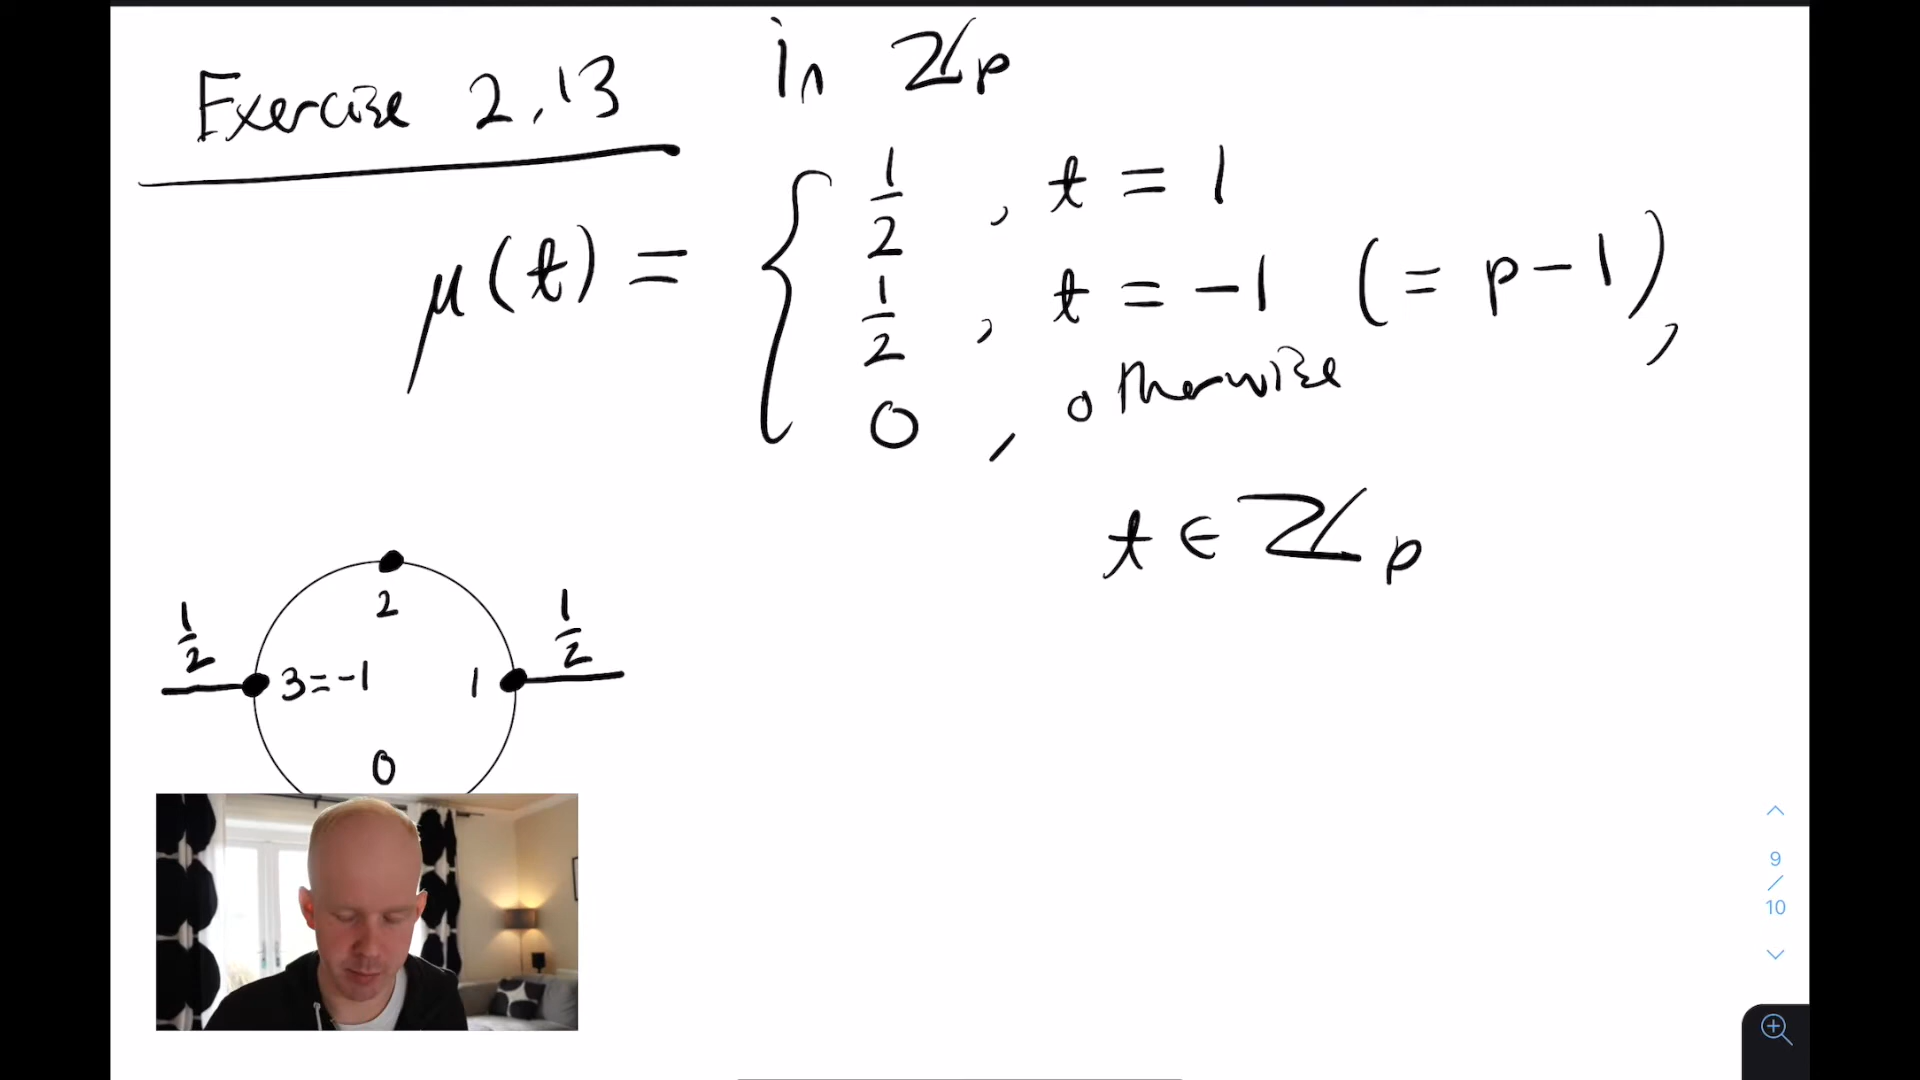 Exercise 2.13 in ℤp
μ(t) = { 1/2 , t = 1
1/2 , t = -1 (= p-1),
0 , otherwise
t ∈ ℤp
2
1/2 1/2
3=-1 1
0
9
/
10